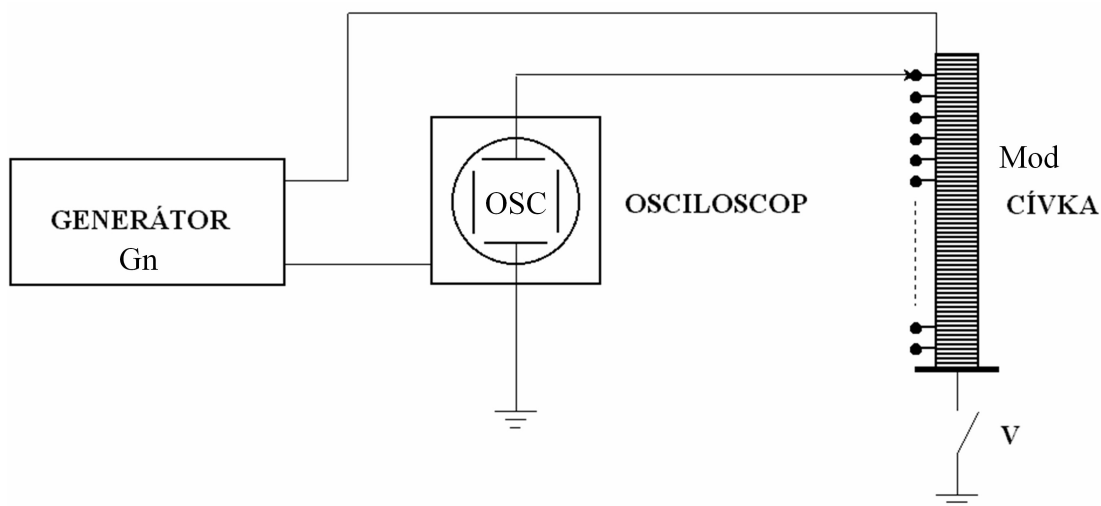 GENERÁTOR
Gn
OSC
OSCILOSCOP
Mod
CÍVKA
V